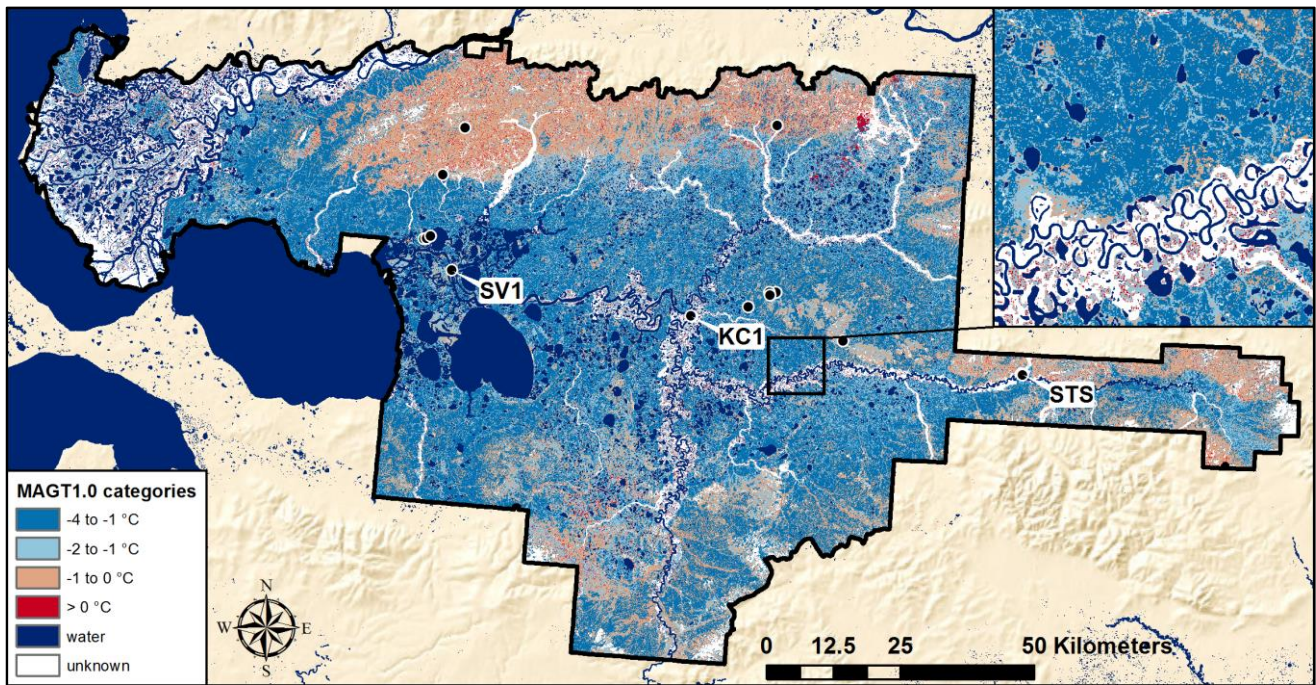 SV1
KC1
STS
MAGT1.0 categories
-4 to -1 °C
-2 to -1 °C
-1 to 0 °C
> 0 °C
water
unknown
N
W E
S
0 12.5 25 50 Kilometers